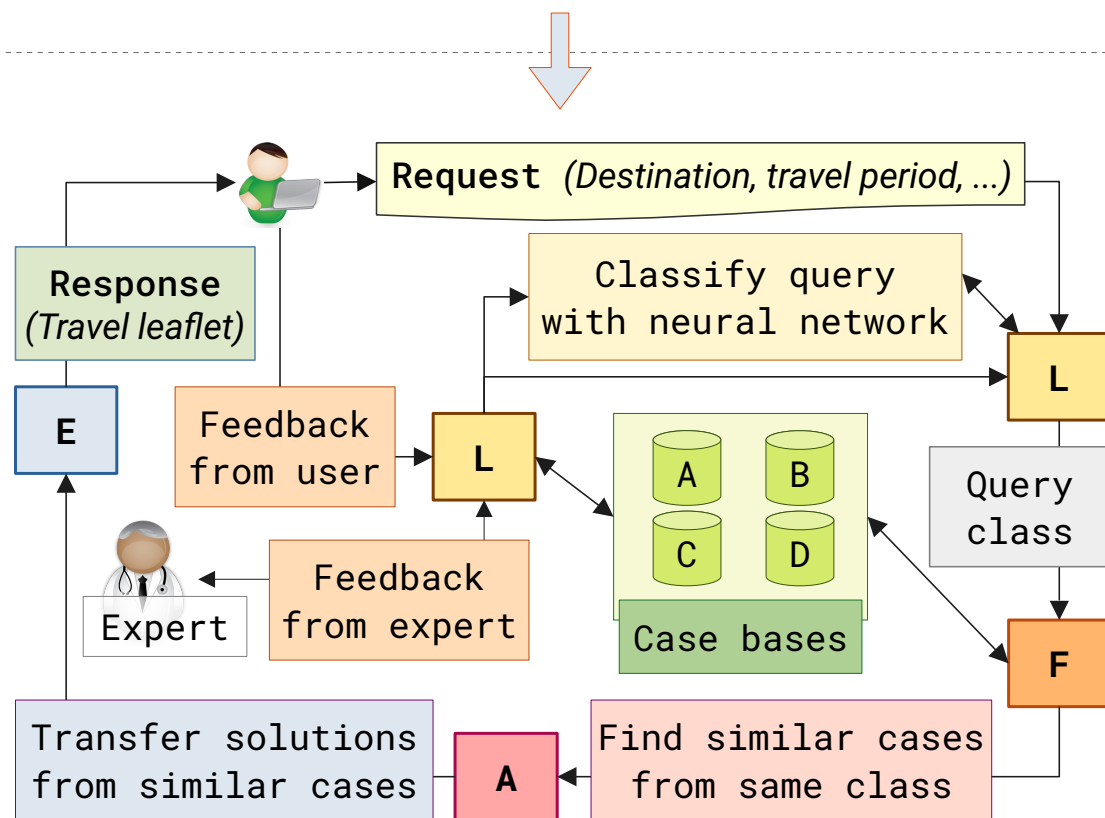 Request (Destination, travel period, ...)
Response
(Travel leaflet)
Classify query
with neural network
L
E
Feedback
from user
L
A
B
C
D
Case bases
Query
class
Expert
Feedback
from expert
F
Transfer solutions
from similar cases
A
Find similar cases
from same class